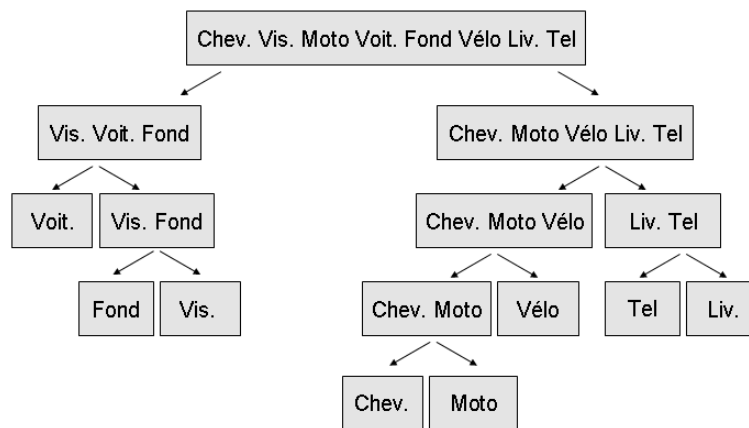 Chev. Vis. Moto Voit. Fond Vélo Liv. Tel
Vis. Voit. Fond
Chev. Moto Vélo Liv. Tel
Voit.
Vis. Fond
Chev. Moto Vélo
Liv. Tel
Fond
Vis.
Chev. Moto
Vélo
Tel
Liv.
Chev.
Moto